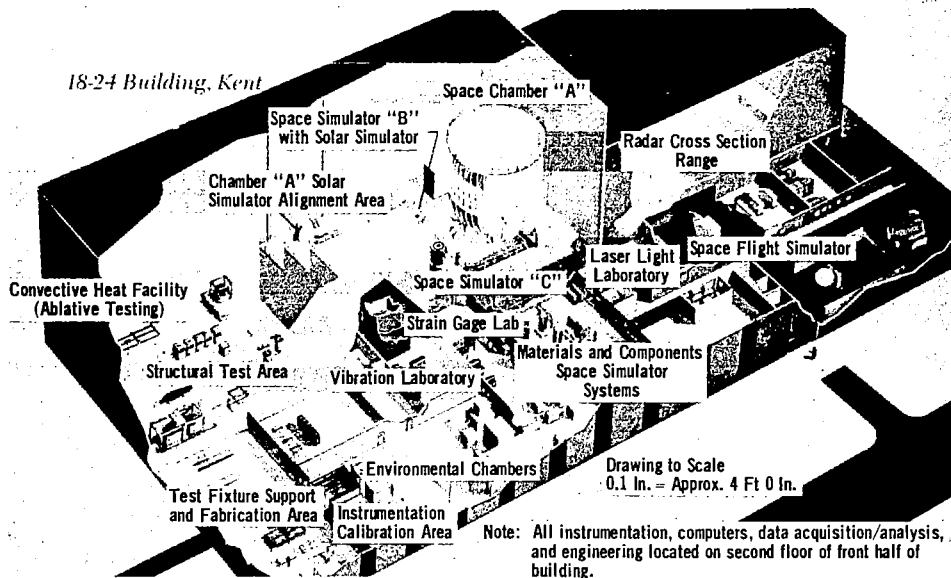 18-24 Building, Kent
Space Chamber "A"
Space Simulator "B"
with Solar Simulator
Radar Cross Section
Range
Chamber "A" Solar
Simulator Alignment Area
Laser Light
Laboratory
Space Flight Simulator
Convective Heat Facility
(Ablative Testing)
Space Simulator "C"
Strain Gage Lab
Structural Test Area
Vibration Laboratory
Materials and Components
Space Simulator
Systems
Environmental Chambers
Drawing to Scale
0.1 In. = Approx. 4 Ft 0 In.
Test Fixture Support
and Fabrication Area
Instrumentation
Calibration Area
Note: All instrumentation, computers, data acquisition/analysis,
and engineering located on second floor of front half of
building.